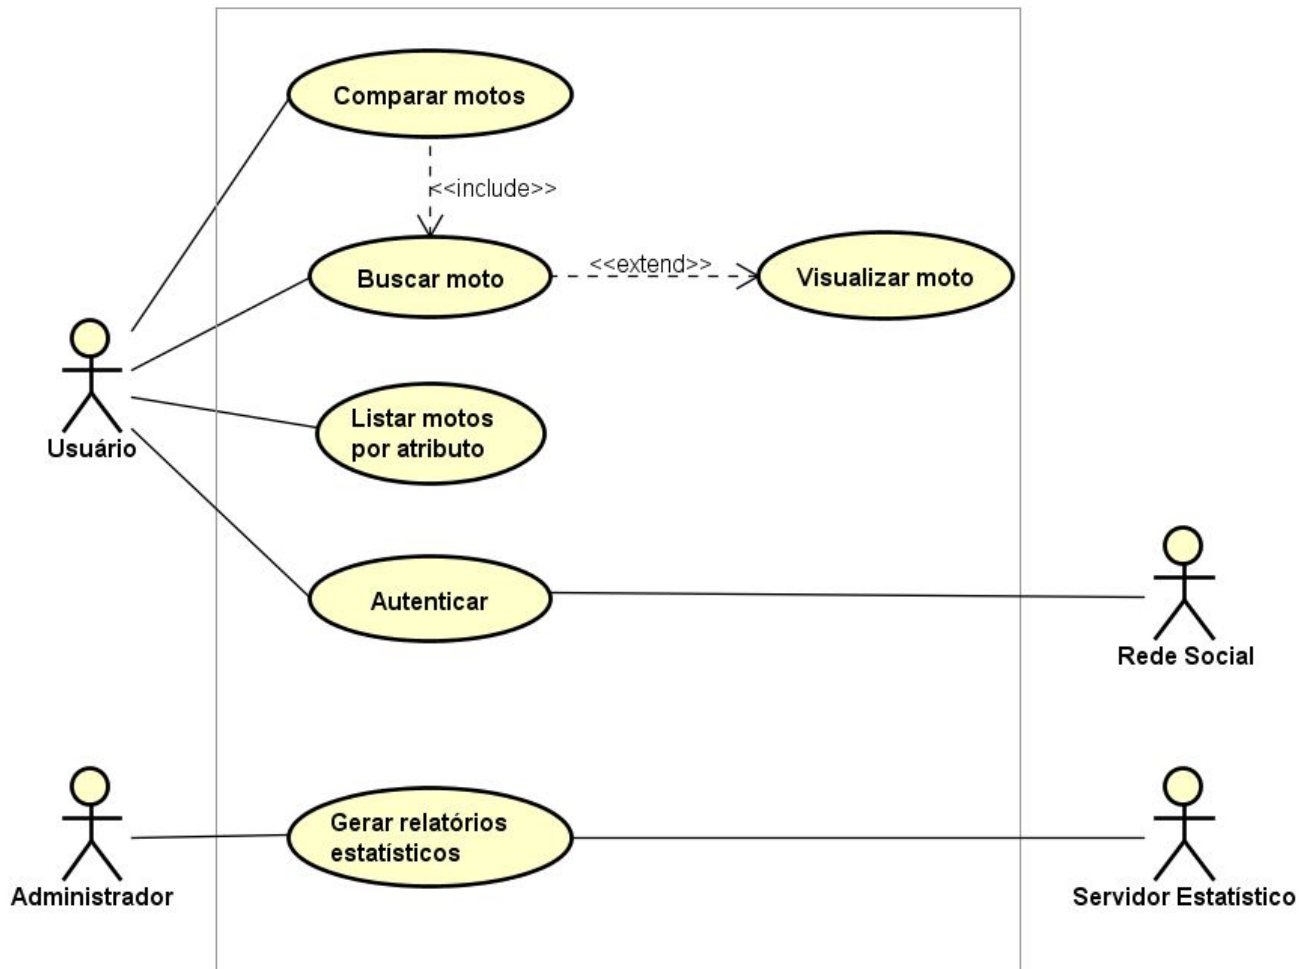 Comparar motos
<<include>>
Buscar moto
<<extend>>
Visualizar moto
Listar motos
por atributo
Usuário
Autenticar
Rede Social
Gerar relatórios
estatísticos
Administrador
Servidor Estatístico